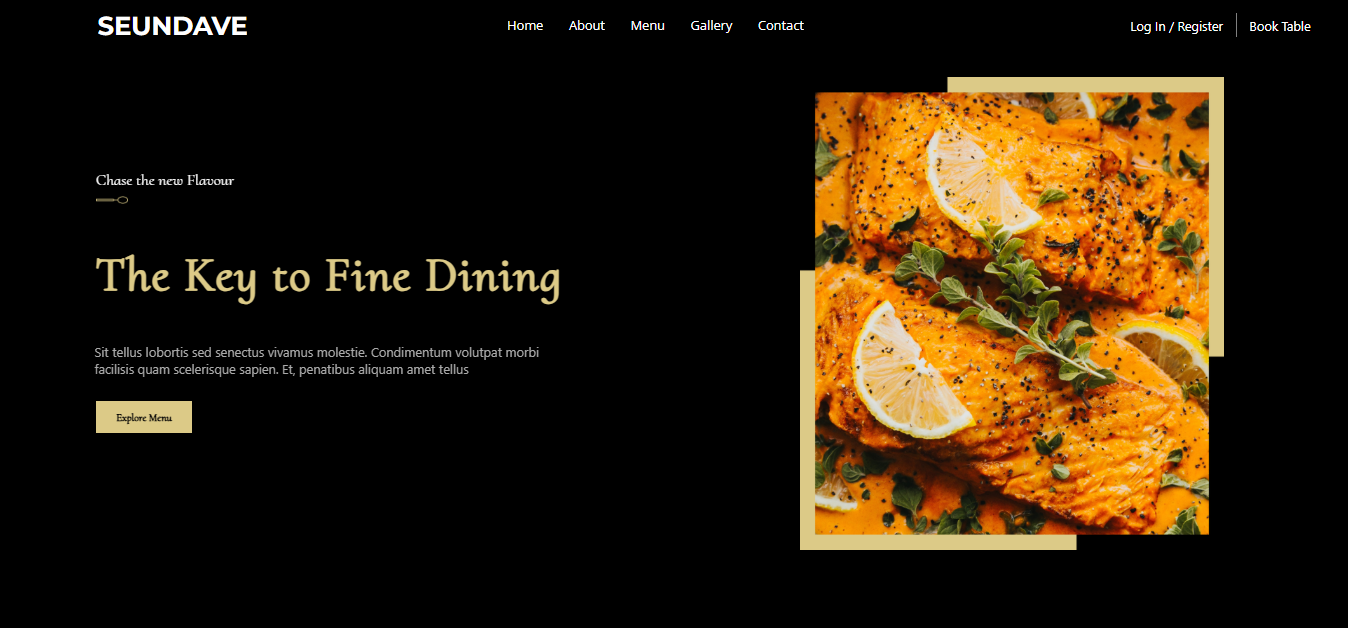 SEUNDAVE
Home About Menu Gallery Contact
Log In / Register Book Table
Chase the new Flavour
The Key to Fine Dining
Sit tellus lobortis sed senectus vivamus molestie. Condimentum volutpat morbi
facilisis quam scelerisque sapien. Et, penatibus aliquam amet tellus
Explore Menu